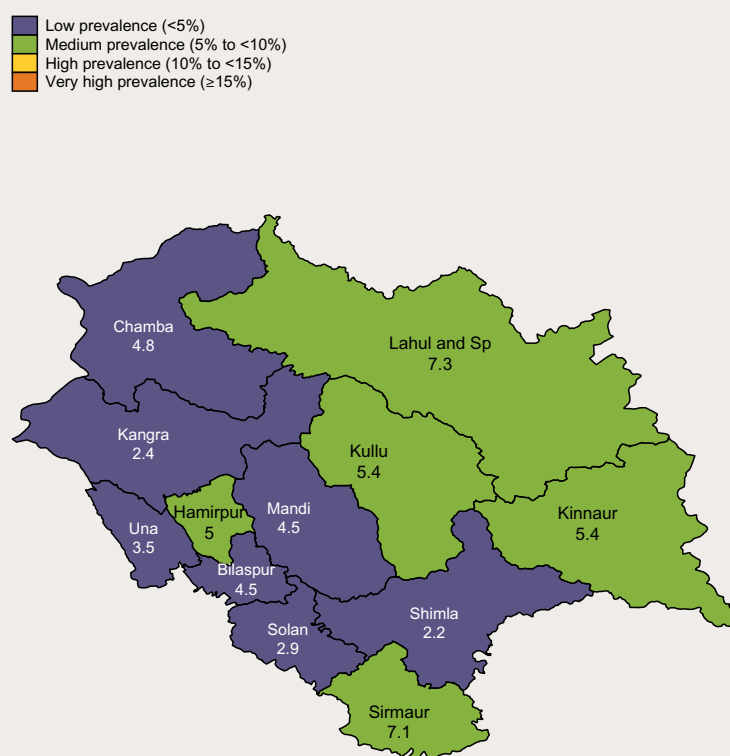 Low prevalence (<5%)
Medium prevalence (5% to <10%)
High prevalence (10% to <15%)
Very high prevalence (≥15%)
Chamba
4.8
Lahul and Sp
7.3
Kangra
2.4
Kullu
5.4
Hamirpur
5
Mandi
4.5
Kinnaur
5.4
Una
3.5
Bilaspur
4.5
Shimla
2.2
Solan
2.9
Sirmaur
7.1